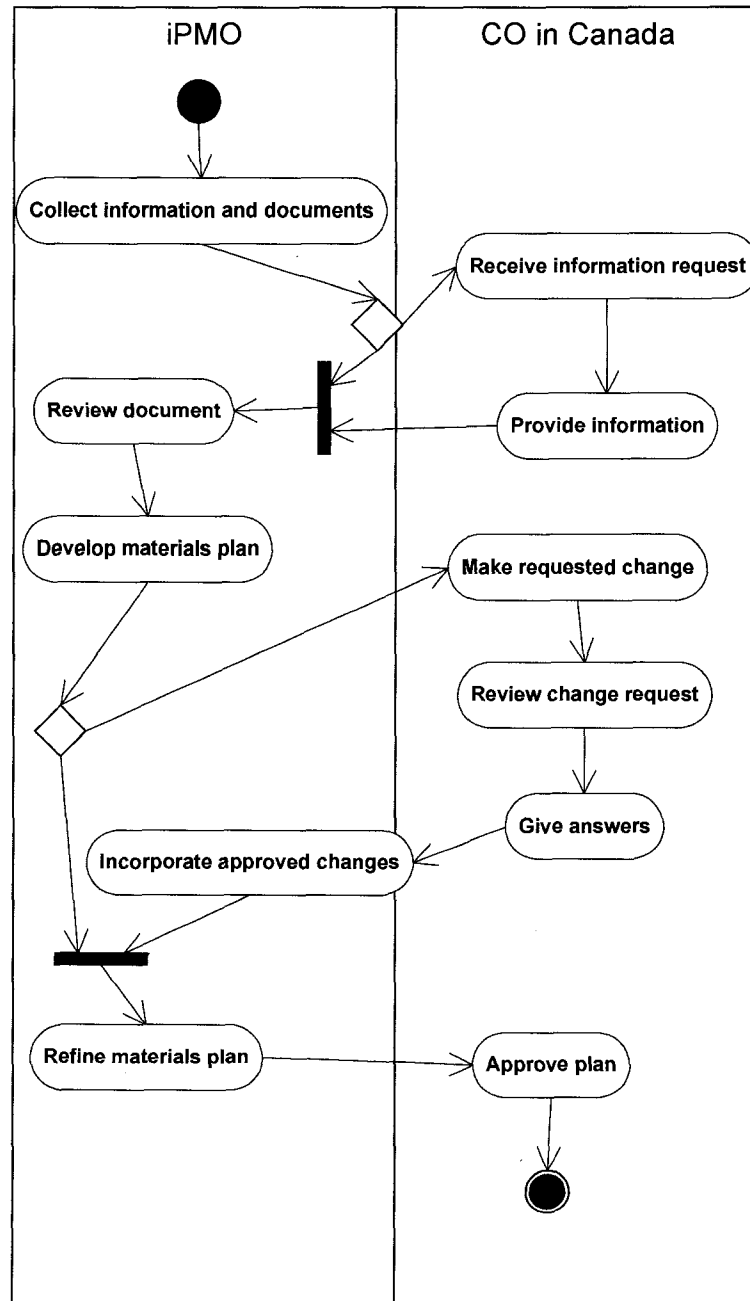 iPMO
CO in Canada
Collect information and documents
Receive information request
Review document
Provide information
Develop materials plan
Make requested change
Review change request
Give answers
Incorporate approved changes
Refine materials plan
Approve plan